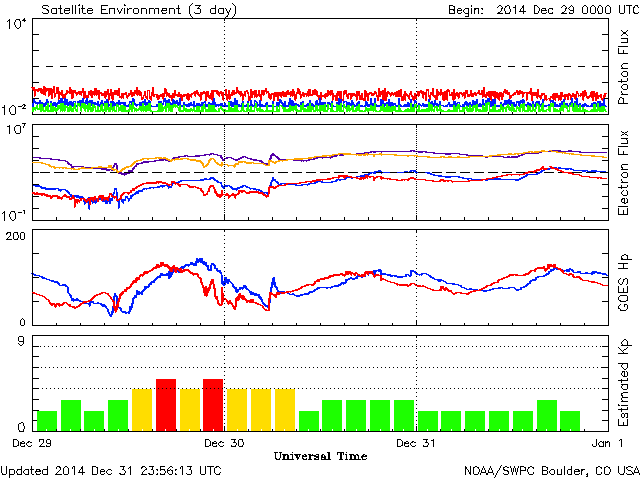 Satellite Environment (3 day) Begin: 2014 Dec 29 0000 UTC
10^4
10^-2
Proton Flux
10^7
10^-1
Electron Flux
200
0
GOES Hp
9
0
Estimated Kp
Dec 29 Dec 30 Dec 31 Jan 1
Universal Time
Updated 2014 Dec 31 23:56:13 UTC NOAA/SWPC Boulder, CO USA